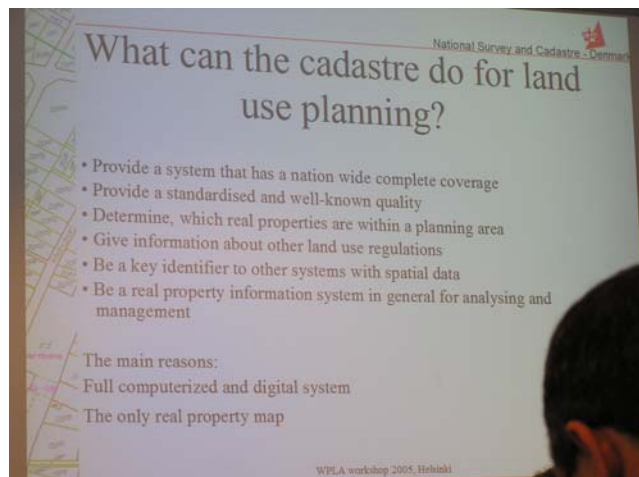 National Survey and Cadastre - Denmark
What can the cadastre do for land
use planning?
• Provide a system that has a nation wide complete coverage
• Provide a standardised and well-known quality
• Determine, which real properties are within a planning area
• Give information about other land use regulations
• Be a key identifier to other systems with spatial data
• Be a real property information system in general for analysing and
management
The main reasons:
Full computerized and digital system
The only real property map
WPLA workshop 2005, Helsinki